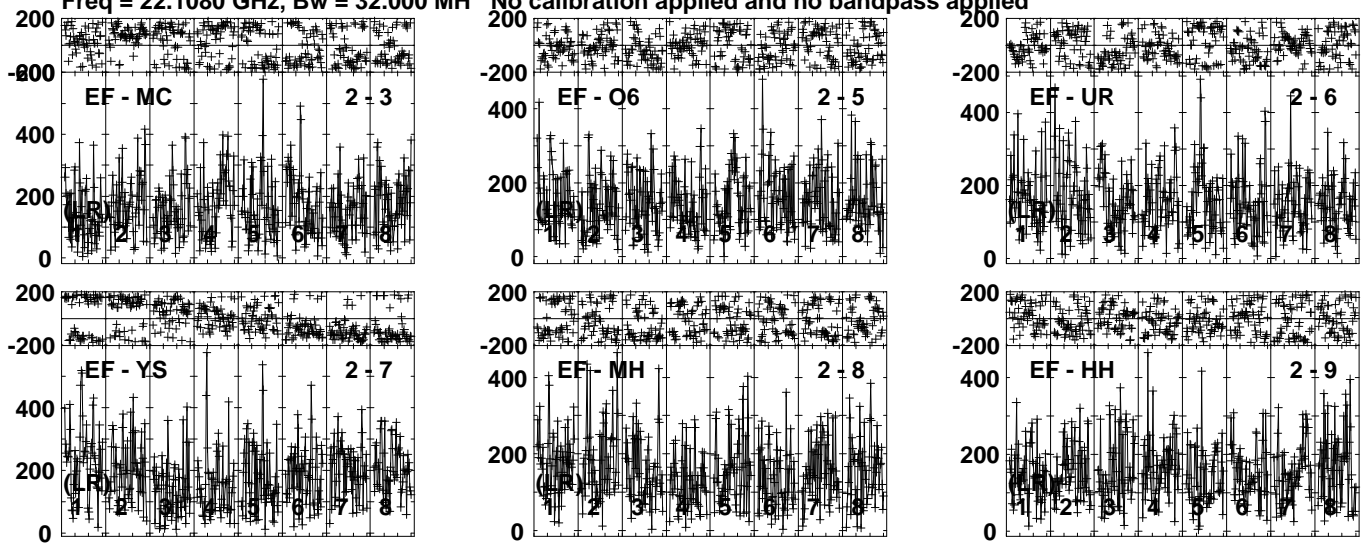 Freq = 22.1080 GHz, Bw = 32.000 MH No calibration applied and no bandpass applied
200
-200
EF - MC 2 - 3
600
400
200
0
(LR)
1 2 3 4 5 6 7 8
200
-200
EF - O6 2 - 5
400
200
0
(LR)
1 2 3 4 5 6 7 8
200
-200
EF - UR 2 - 6
400
200
0
(LR)
1 2 3 4 5 6 7 8
200
-200
EF - YS 2 - 7
400
200
0
(LR)
1 2 3 4 5 6 7 8
200
-200
EF - MH 2 - 8
400
200
0
(LR)
1 2 3 4 5 6 7 8
200
-200
EF - HH 2 - 9
400
200
0
(LR)
1 2 3 4 5 6 7 8